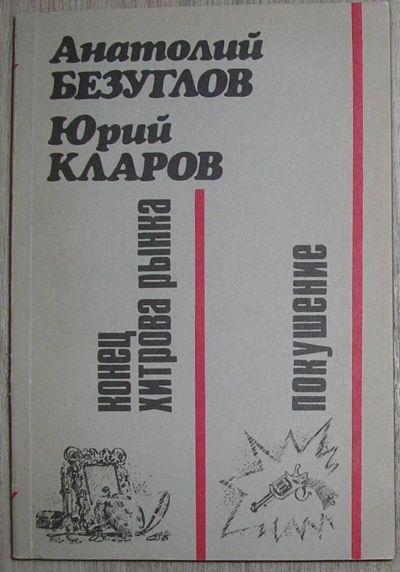 Анатолий
БЕЗУГЛОВ
Юрий
КЛАРОВ
конец
хитрова рынка
покушение